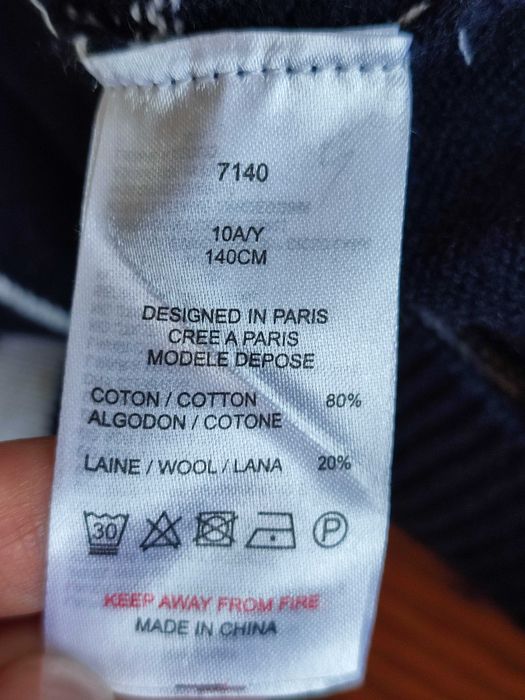 7140
10A/Y
140CM
DESIGNED IN PARIS
CREE A PARIS
MODELE DEPOSE
COTON / COTTON 80%
ALGODON / COTONE
LAINE / WOOL / LANA 20%
30 P
KEEP AWAY FROM FIRE
MADE IN CHINA